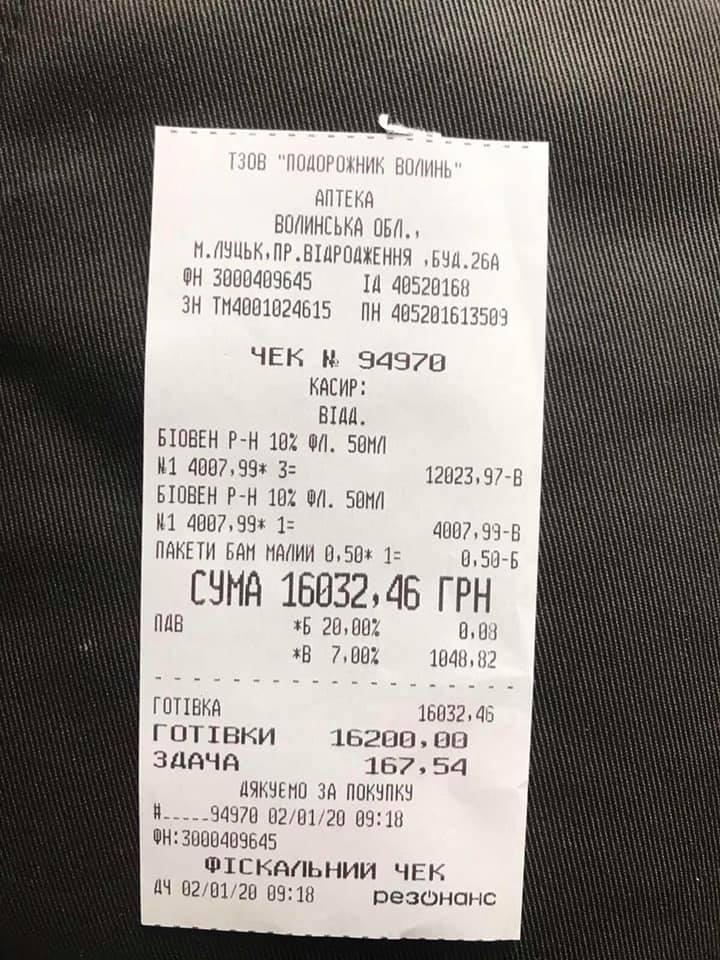 ТЗОВ "ПОДОРОЖНИК ВОЛИНЬ"
АПТЕКА
ВОЛИНСЬКА ОБЛ.,
М.ЛУЦЬК,ПР.ВІДРОДЖЕННЯ ,БУД.26А
ФН 3000409645 ІД 40520168
ЗН ТМ4001024615 ПН 405201613509
ЧЕК № 94970
КАСИР:
ВІДД.
БІОВЕН Р-Н 10% ФЛ. 50МЛ
№1 4007,99* 3= 12023,97-В
БІОВЕН Р-Н 10% ФЛ. 50МЛ
№1 4007,99* 1= 4007,99-В
ПАКЕТИ БАМ МАЛИЙ 0,50* 1= 0,50-Б
СУМА 16032,46 ГРН
ПДВ *Б 20,00% 0,08
*В 7,00% 1048,82
ГОТІВКА 16032,46
ГОТІВКИ 16200,00
ЗДАЧА 167,54
ДЯКУЄМО ЗА ПОКУПКУ
#_____94970 02/01/20 09:18
ФН:3000409645
ФІСКАЛЬНИЙ ЧЕК
ДЧ 02/01/20 09:18 резонанс